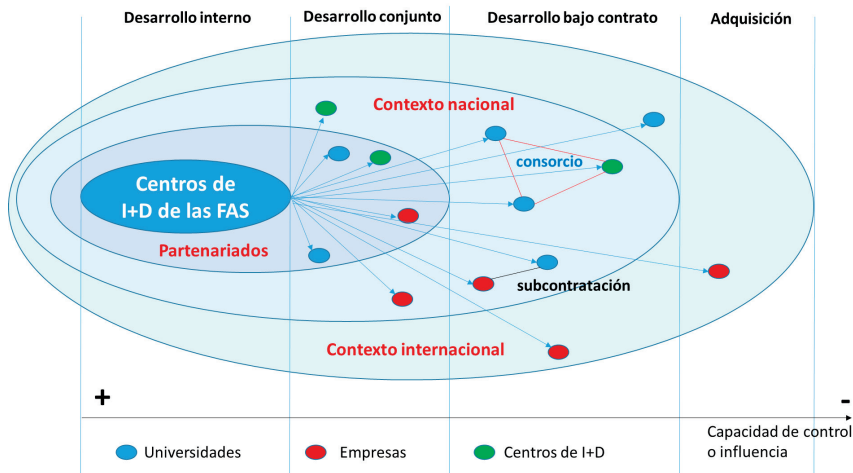 Desarrollo interno
Desarrollo conjunto
Desarrollo bajo contrato
Adquisición
Contexto nacional
consorcio
Centros de
I+D de las FAS
Partenariados
subcontratación
Contexto internacional
+
-
Capacidad de control
o influencia
Universidades
Empresas
Centros de I+D